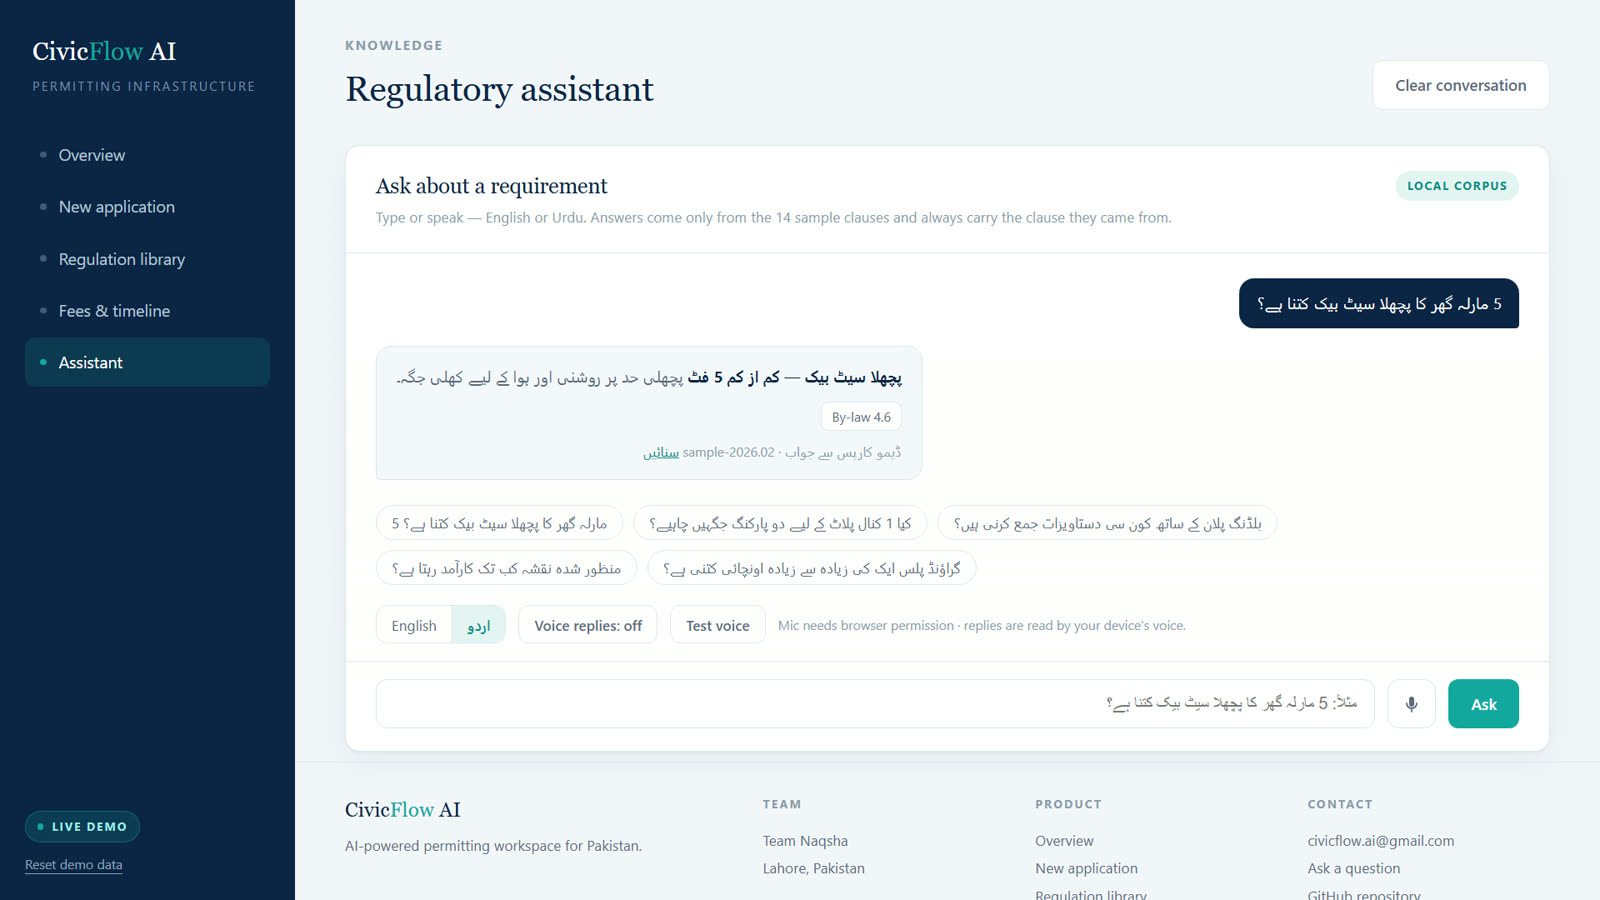 CivicFlow AI
PERMITTING INFRASTRUCTURE
Overview
New application
Regulation library
Fees & timeline
Assistant
LIVE DEMO
Reset demo data
KNOWLEDGE
Regulatory assistant
Clear conversation
Ask about a requirement
LOCAL CORPUS
Type or speak — English or Urdu. Answers come only from the 14 sample clauses and always carry the clause they came from.
5 مارلہ گھر کا پچھلا سیٹ بیک کتنا ہے؟
پچھلا سیٹ بیک — کم از کم 5 فٹ پچھلی حد پر روشنی اور ہوا کے لیے کھلی جگہ۔
By-law 4.6
ڈیمو کارپس سے جواب · sample-2026.02 سنائیں
مارلہ گھر کا پچھلا سیٹ بیک کتنا ہے؟ 5
کیا 1 کنال پلاٹ کے لیے دو پارکنگ جگہیں چاہیے؟
بلڈنگ پلان کے ساتھ کون سی دستاویزات جمع کرنی ہیں؟
منظور شدہ نقشہ کب تک کارآمد رہتا ہے؟
گراؤنڈ پلس ایک کی زیادہ سے زیادہ اونچائی کتنی ہے؟
English
اردو
Voice replies: off
Test voice
Mic needs browser permission · replies are read by your device's voice.
مثلاً: 5 مارلہ گھر کا پچھلا سیٹ بیک کتنا ہے؟
Ask
CivicFlow AI
AI-powered permitting workspace for Pakistan.
TEAM
Team Naqsha
Lahore, Pakistan
PRODUCT
Overview
New application
Regulation library
CONTACT
civicflow.ai@gmail.com
Ask a question
GitHub repository